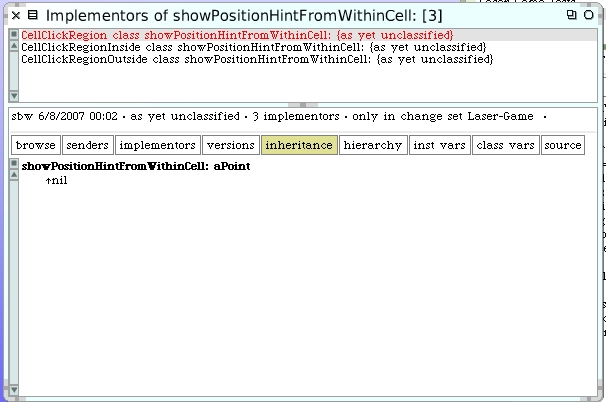 Implementors of showPositionHintFromWithinCell: [3]
CellClickRegion class showPositionHintFromWithinCell: {as yet unclassified}
CellClickRegionInside class showPositionHintFromWithinCell: {as yet unclassified}
CellClickRegionOutside class showPositionHintFromWithinCell: {as yet unclassified}
sbw 6/8/2007 00:02 · as yet unclassified · 3 implementors · only in change set Laser-Game ·
browse senders implementors versions inheritance hierarchy inst vars class vars source
showPositionHintFromWithinCell: aPoint
↑nil